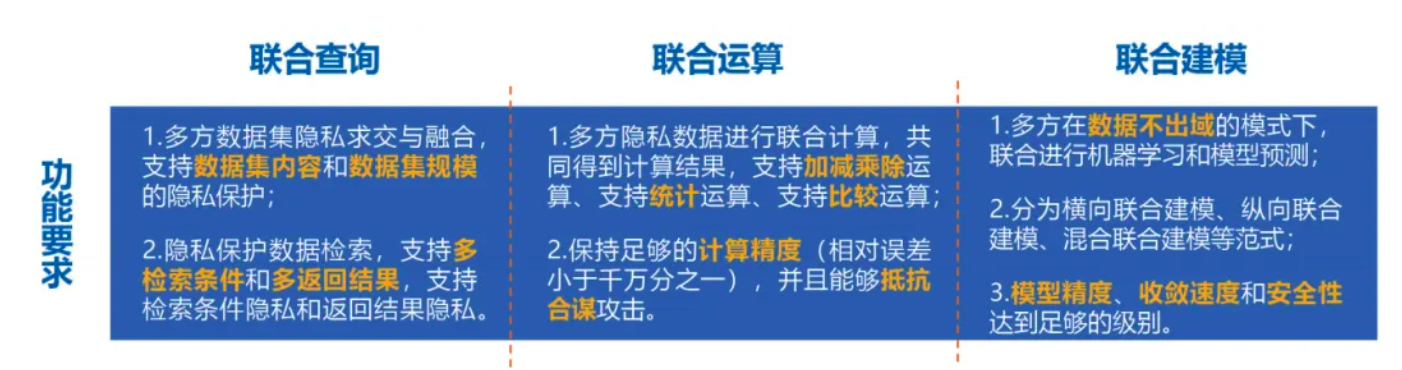 联合查询
联合运算
联合建模
功能要求
1.多方数据集隐私求交与融合，
支持数据集内容和数据集规模
的隐私保护；
2.隐私保护数据检索，支持多
检索条件和多返回结果，支持
检索条件隐私和返回结果隐私。
1.多方隐私数据进行联合计算，共
同得到计算结果，支持加减乘除运
算、支持统计运算、支持比较运算；
2.保持足够的计算精度（相对误差
小于千万分之一），并且能够抵抗
合谋攻击。
1.多方在数据不出域的模式下，
联合进行机器学习和模型预测；
2.分为横向联合建模、纵向联合
建模、混合联合建模等范式；
3.模型精度、收敛速度和安全性
达到足够的级别。